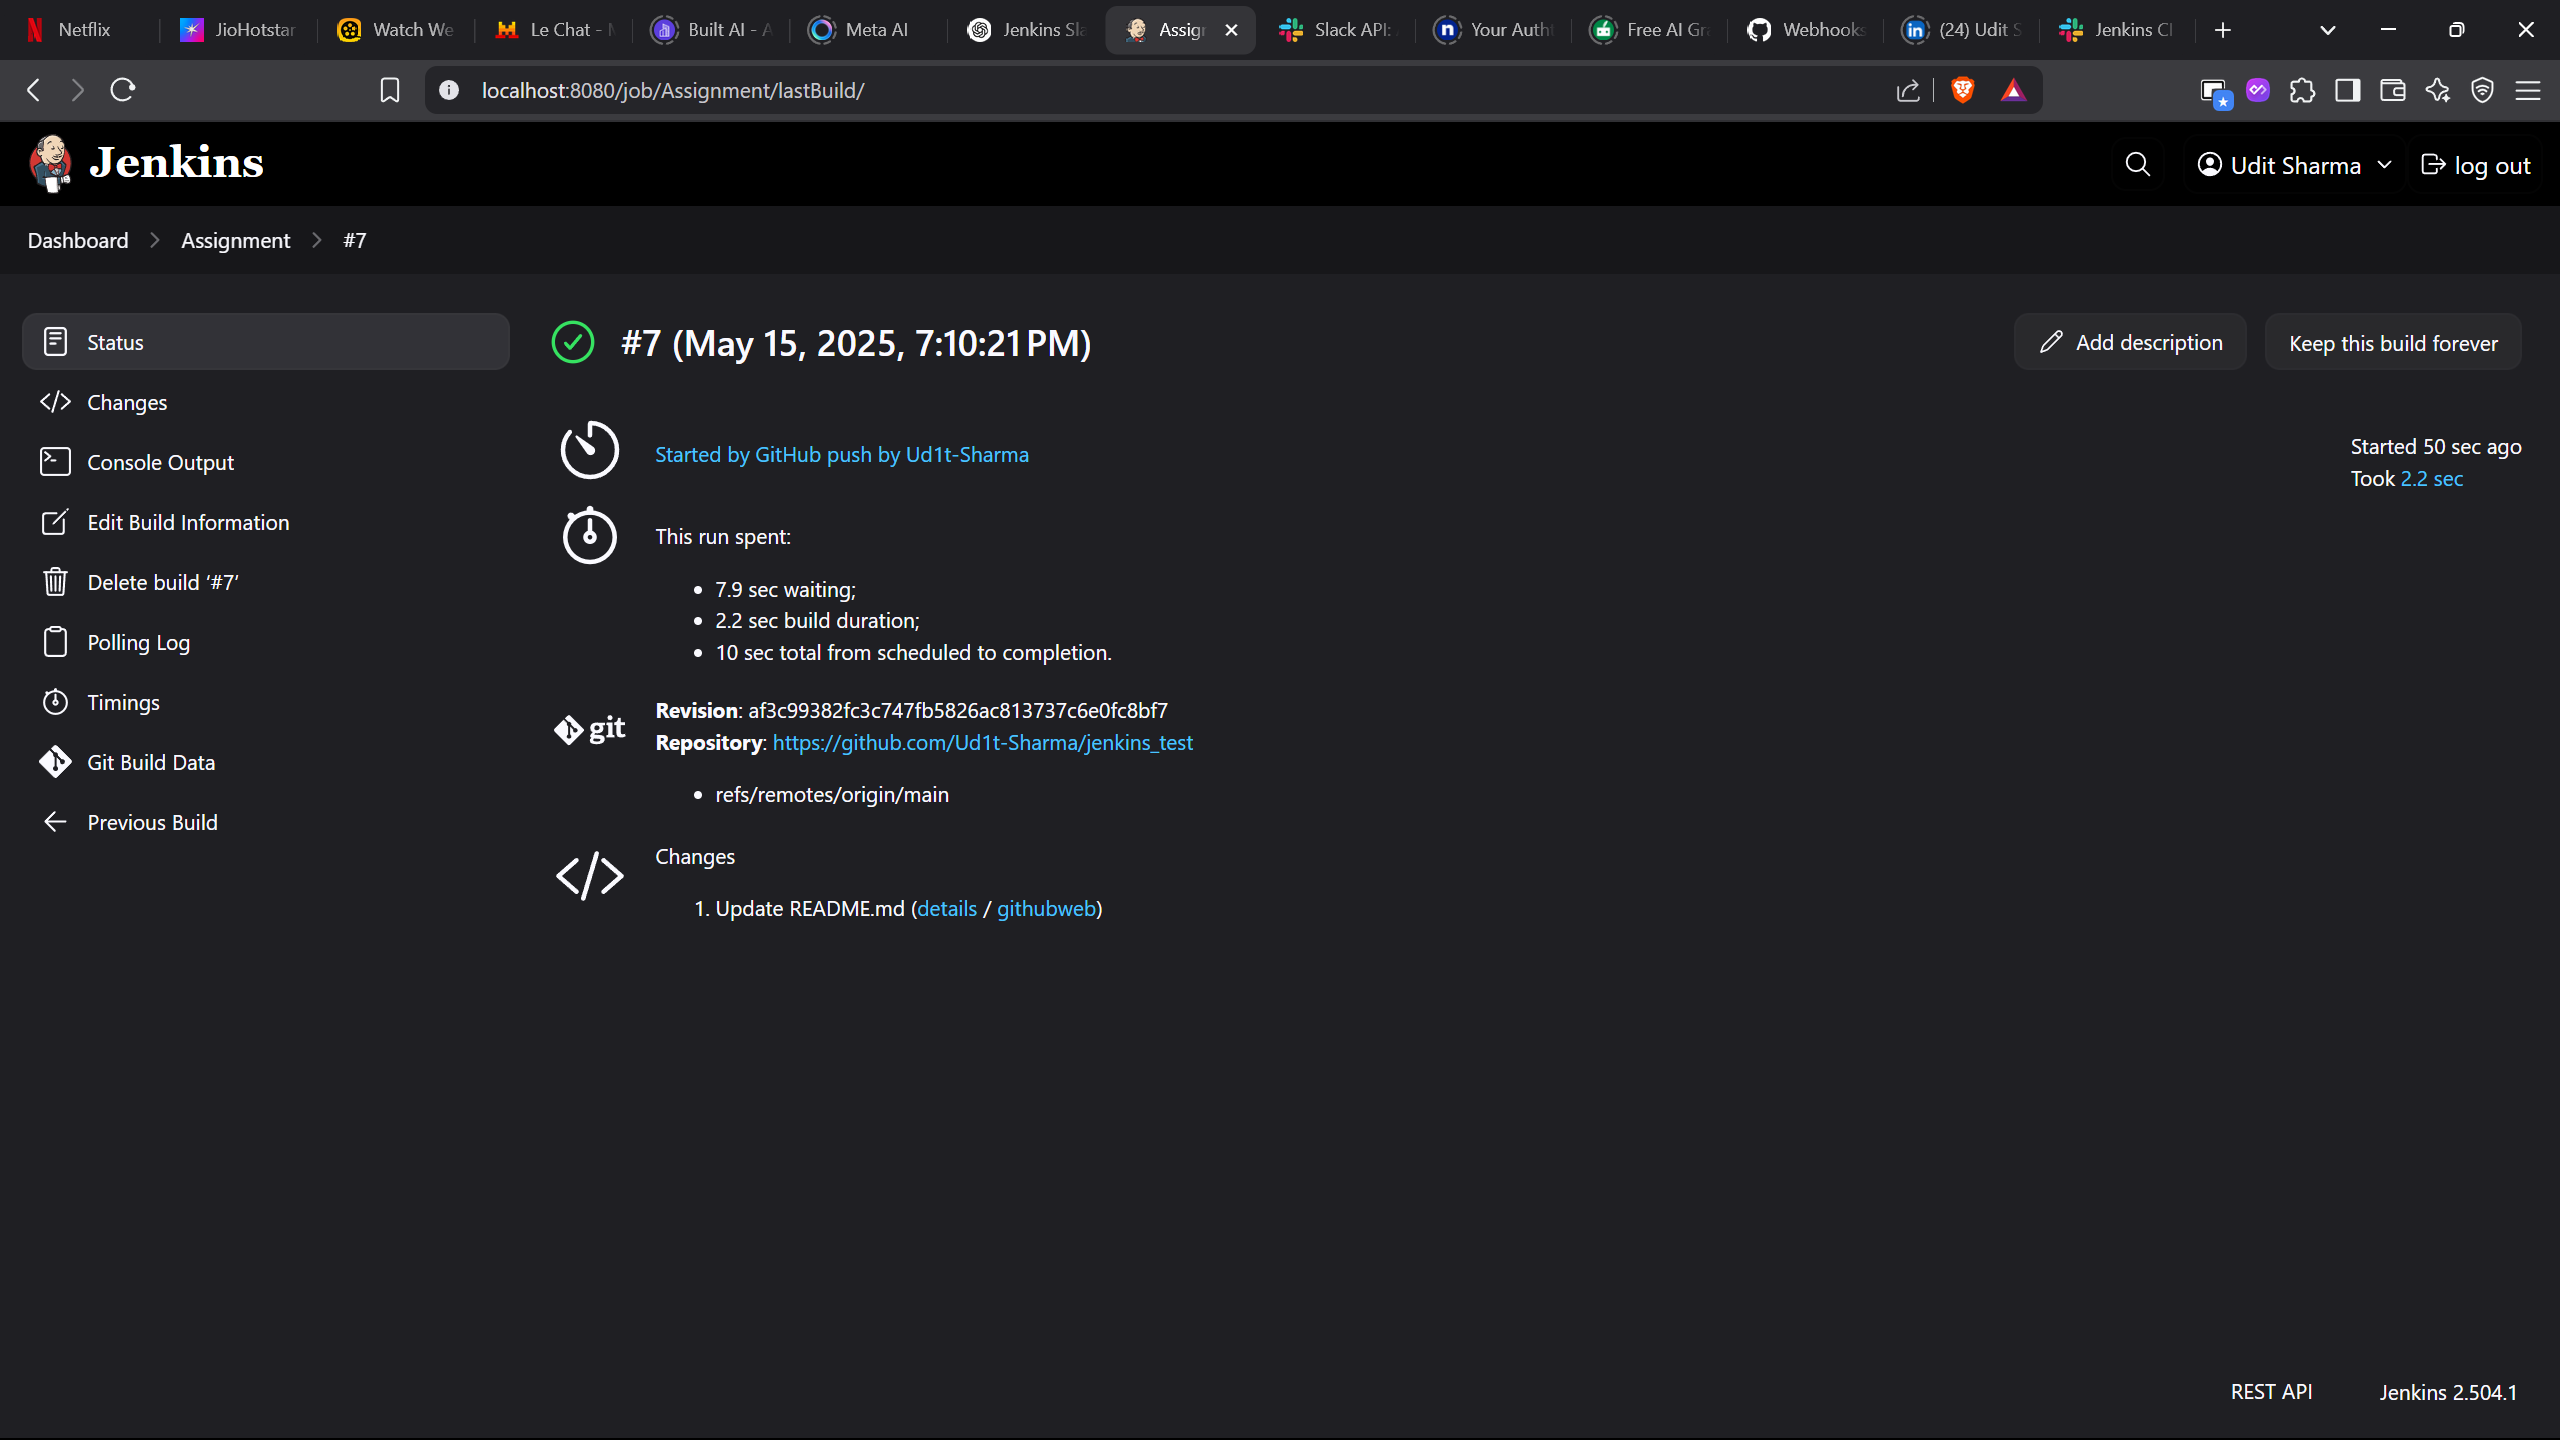 Netflix
JioHotstar
Watch We
Le Chat -
Built AI - A
Meta AI
Jenkins Sla
Assig
Slack API:
Your Auth
Free AI Gra
Webhooks
(24) Udit S
Jenkins CI
localhost:8080/job/Assignment/lastBuild/
Jenkins
Udit Sharma
log out
Dashboard
Assignment
#7
Status
Changes
Console Output
Edit Build Information
Delete build ‘#7’
Polling Log
Timings
Git Build Data
Previous Build
#7 (May 15, 2025, 7:10:21 PM)
Add description
Keep this build forever
Started by GitHub push by Ud1t-Sharma
Started 50 sec ago
Took 2.2 sec
This run spent:
• 7.9 sec waiting;
• 2.2 sec build duration;
• 10 sec total from scheduled to completion.
git
Revision: af3c99382fc3c747fb5826ac813737c6e0fc8bf7
Repository: https://github.com/Ud1t-Sharma/jenkins_test
• refs/remotes/origin/main
Changes
1. Update README.md (details / githubweb)
REST API
Jenkins 2.504.1